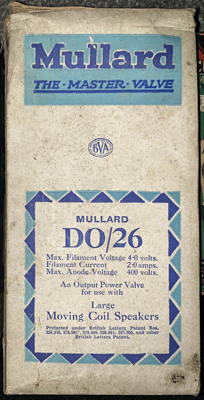 Mullard
THE·MASTER·VALVE
BVA
MULLARD
DO/26
Max. Filament Voltage 4·0 volts.
Filament Current 2·0 amps.
Max. Anode Voltage 400 volts.
An Output Power Valve
for use with
Large
Moving Coil Speakers
Protected under British Letters Patent Nos.
and other
British Letters Patent.